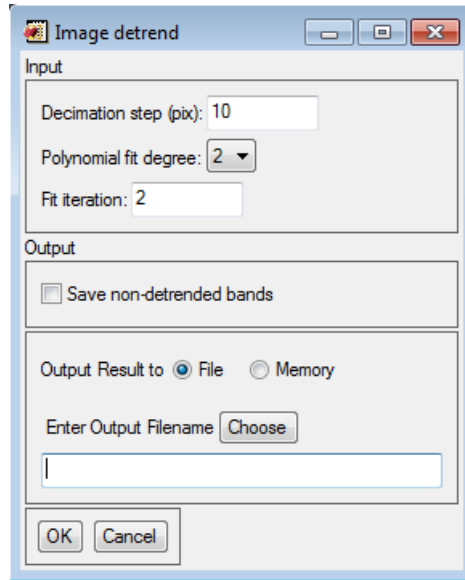 Image detrend
Input
Decimation step (pix): 10
Polynomial fit degree: 2
Fit iteration: 2
Output
Save non-detrended bands
Output Result to File Memory
Enter Output Filename Choose
OK Cancel